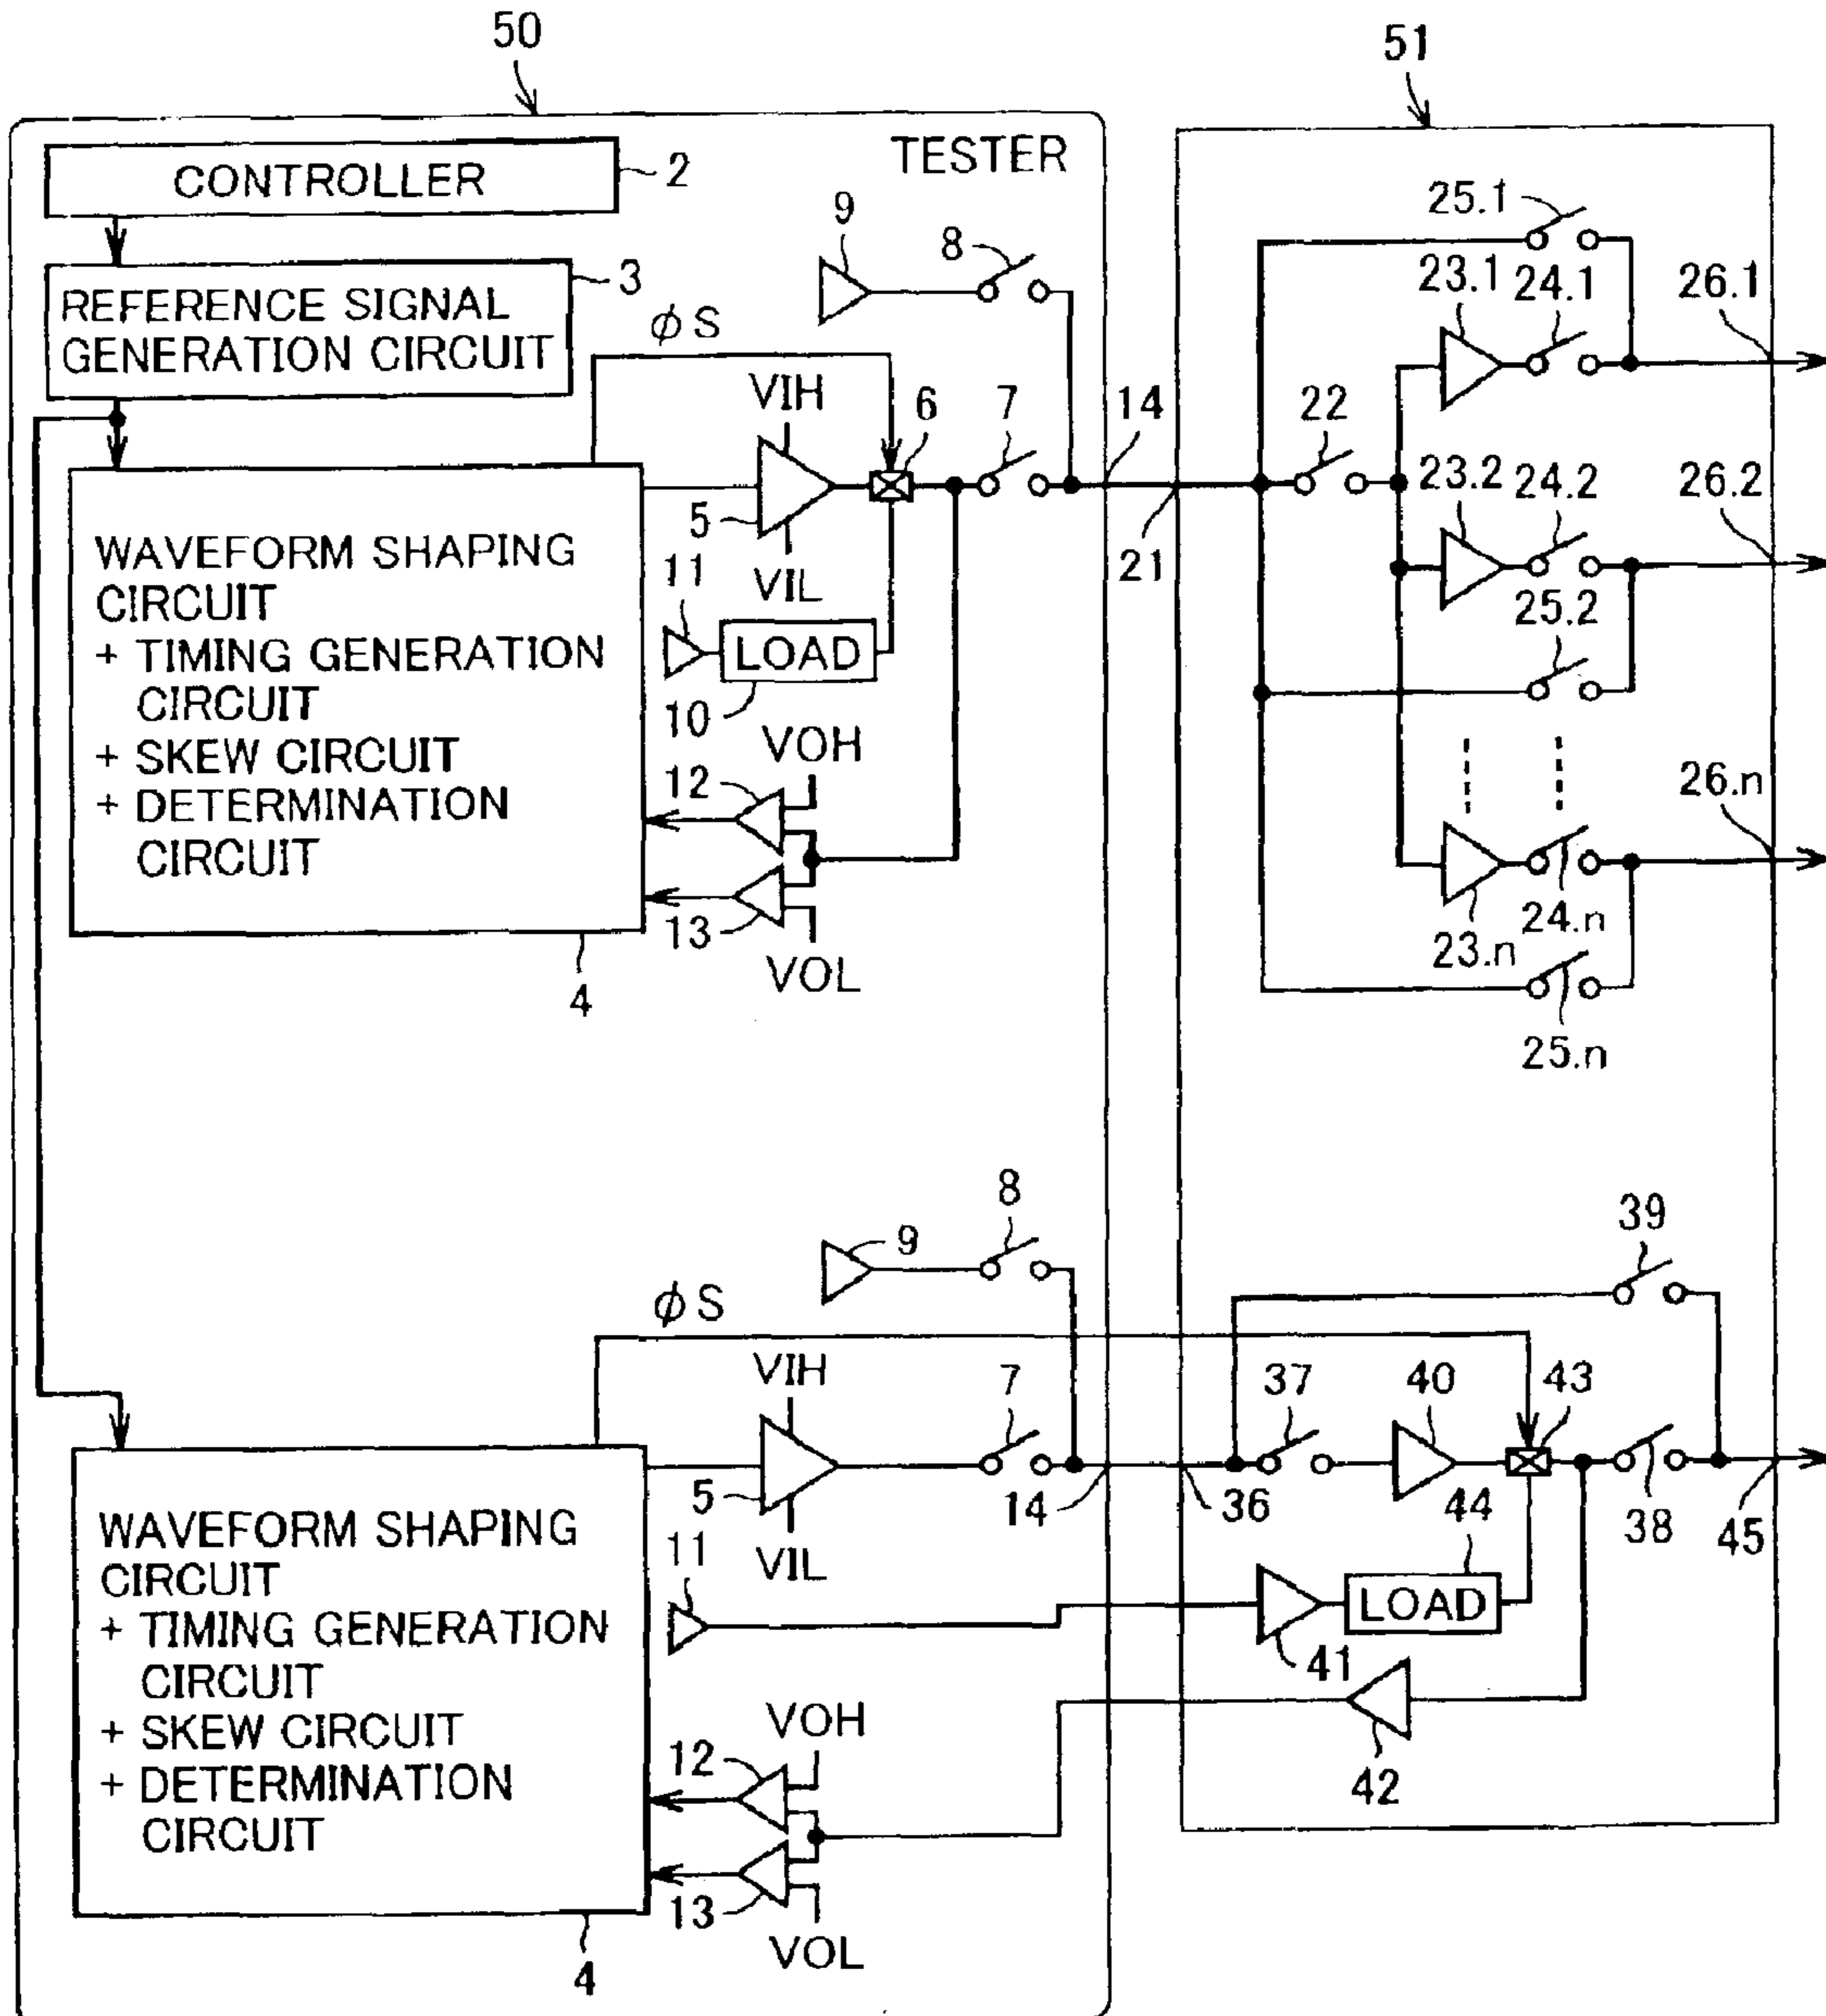 50
51
TESTER
CONTROLLER
2
REFERENCE SIGNAL
GENERATION CIRCUIT
3
ϕS
9
8
VIH
6
7
14
5
VIL
WAVEFORM SHAPING
CIRCUIT
+ TIMING GENERATION
CIRCUIT
+ SKEW CIRCUIT
+ DETERMINATION
CIRCUIT
11
LOAD
10
VOH
12
13
VOL
4
21
22
25.1
23.1
24.1
26.1
23.2
24.2
26.2
25.2
26.n
24.n
23.n
25.n
9
8
ϕS
VIH
7
5
VIL
14
36
WAVEFORM SHAPING
CIRCUIT
+ TIMING GENERATION
CIRCUIT
+ SKEW CIRCUIT
+ DETERMINATION
CIRCUIT
11
VOH
12
13
VOL
4
39
37
40
43
44
38
45
LOAD
41
42